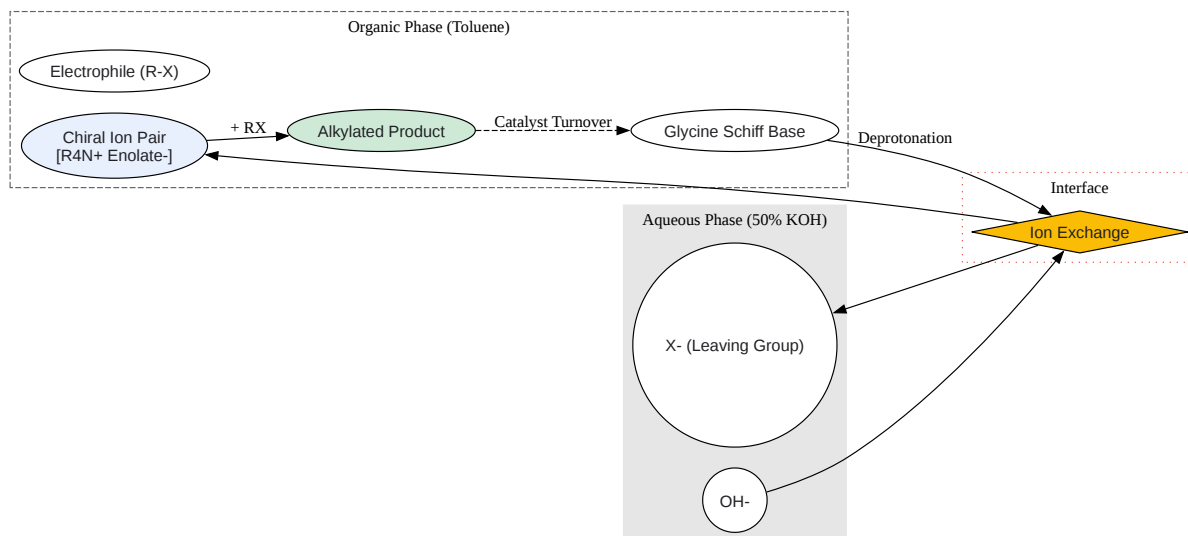 Organic Phase (Toluene)
Electrophile (R-X)
Chiral Ion Pair
[R4N+ Enolate-]
+ RX
Alkylated Product
Catalyst Turnover
Glycine Schiff Base
Deprotonation
Interface
Ion Exchange
Aqueous Phase (50% KOH)
X- (Leaving Group)
OH-